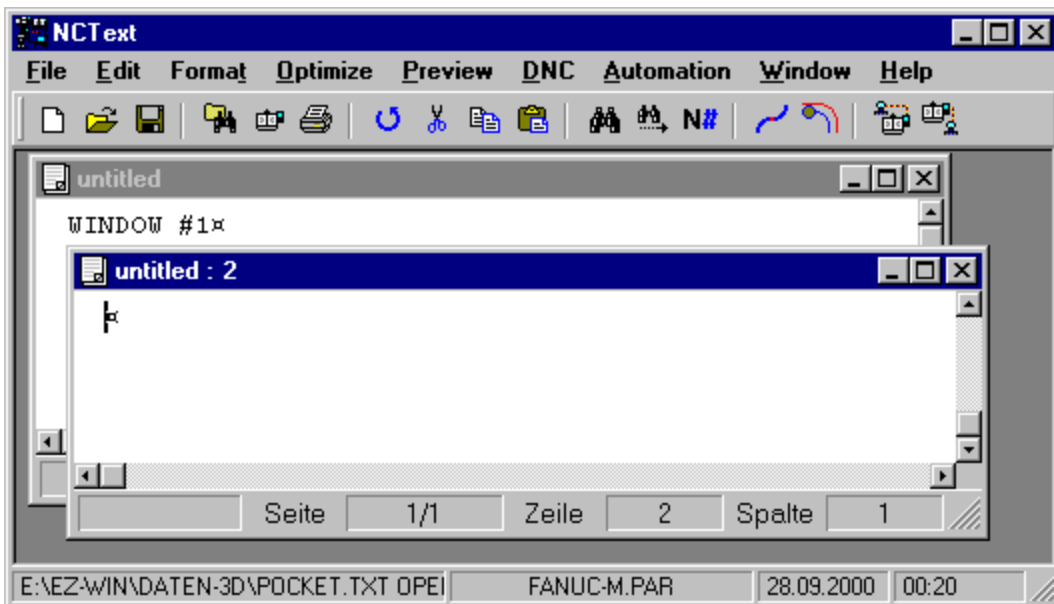 NCText
File Edit Format Optimize Preview DNC Automation Window Help
N#
untitled
WINDOW #1¤
untitled : 2
¤
Seite 1/1 Zeile 2 Spalte 1
E:\EZ-WIN\DATEN-3D\POCKET.TXT OPEI FANUC-M.PAR 28.09.2000 00:20